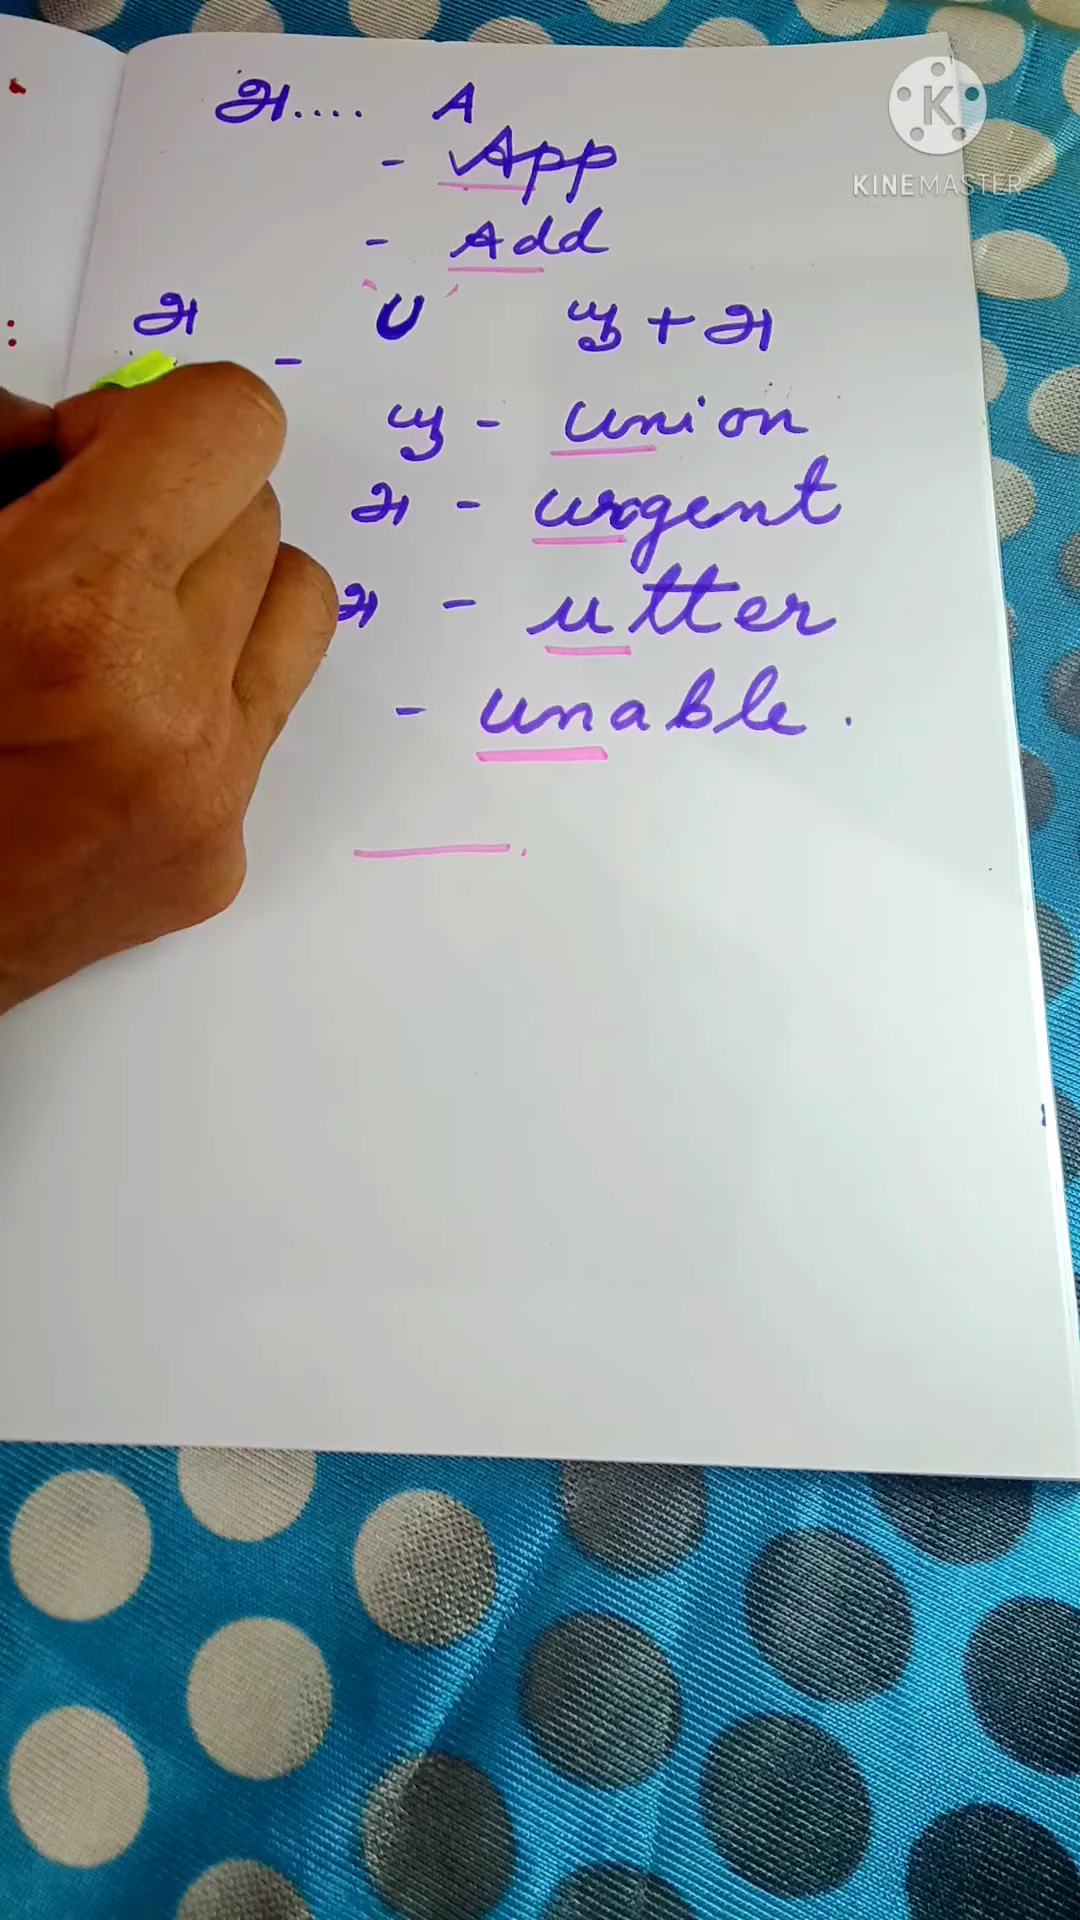 அ.... A
- App
- Add
அ - U யு + அ
யு - union
அ - urgent
அ - utter
- unable.
KINEMASTER